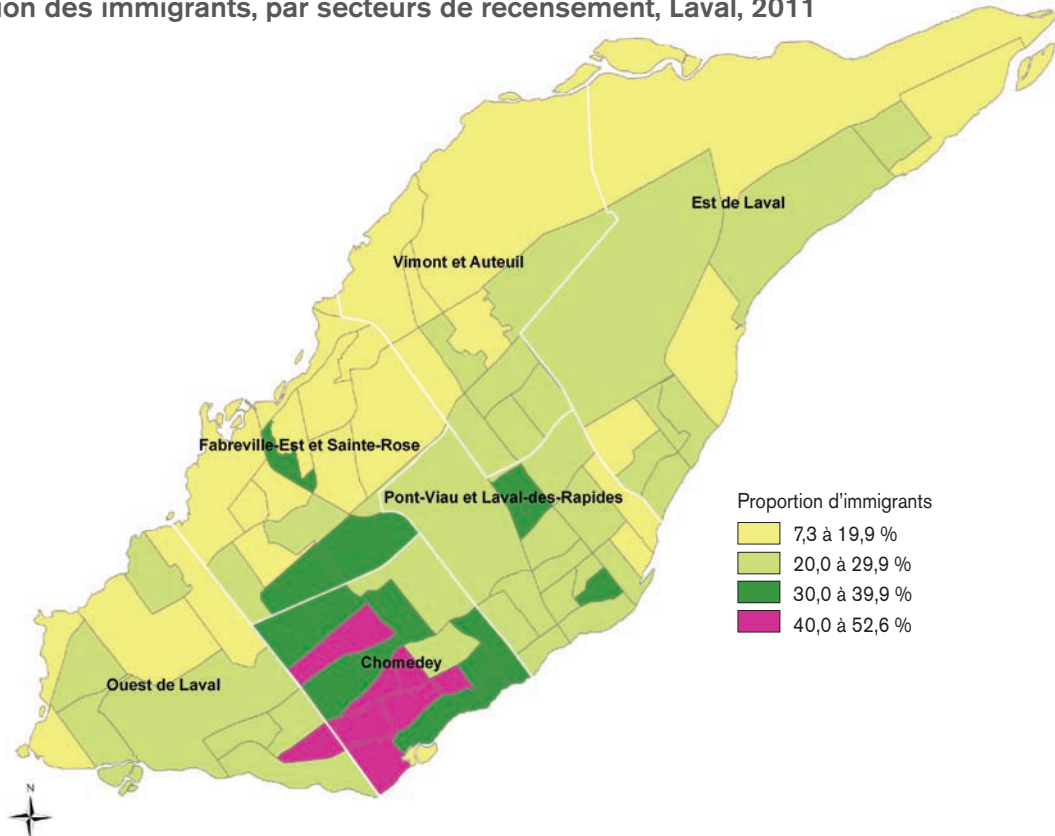 ion des immigrants, par secteurs de recensement, Laval, 2011
Est de Laval
Vimont et Auteuil
Fabreville-Est et Sainte-Rose
Pont-Viau et Laval-des-Rapides
Proportion d'immigrants
7,3 à 19,9 %
20,0 à 29,9 %
30,0 à 39,9 %
40,0 à 52,6 %
Chomedey
Ouest de Laval
N